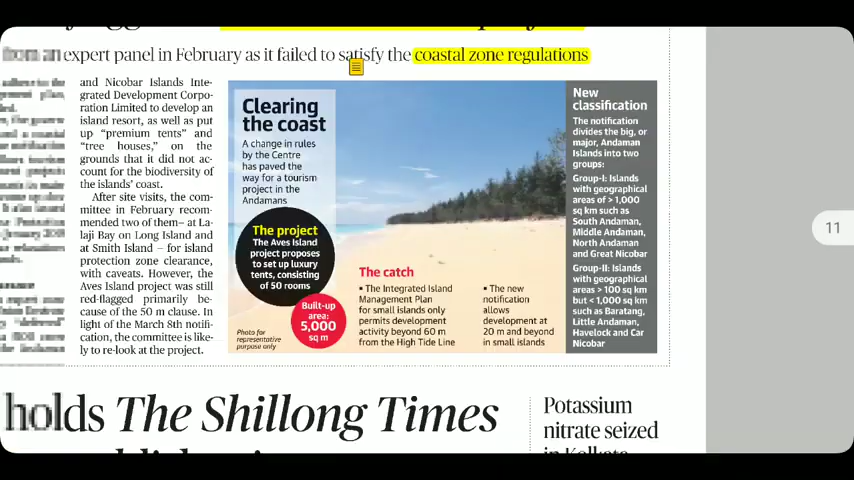 expert panel in February as it failed to satisfy the coastal zone regulations
and Nicobar Islands Inte-
grated Development Corpo-
ration Limited to develop an
island resort, as well as put
up “premium tents” and
“tree houses,” on the
grounds that it did not ac-
count for the biodiversity of
the islands' coast.
After site visits, the com-
mittee in February recom-
mended two of them– at La-
laji Bay on Long Island and
at Smith Island – for island
protection zone clearance,
with caveats. However, the
Aves Island project was still
red-flagged primarily be-
cause of the 50 m clause. In
light of the March 8th notifi-
cation, the committee is like-
ly to re-look at the project.
Clearing
the coast
A change in rules
by the Centre
has paved the
way for a tourism
project in the
Andamans
The project
The Aves Island
project proposes
to set up luxury
tents, consisting
of 50 rooms
Built-up
area:
5,000
sq m
Photo for
representative
purpose only
The catch
▪ The Integrated Island
Management Plan
for small islands only
permits development
activity beyond 60 m
from the High Tide Line
▪ The new
notification
allows
development at
20 m and beyond
in small islands
New
classification
The notification
divides the big, or
major, Andaman
Islands into two
groups:
Group-I: Islands
with geographical
areas of > 1,000
sq km such as
South Andaman,
Middle Andaman,
North Andaman
and Great Nicobar
Group-II: Islands
with geographical
areas > 100 sq km
but < 1,000 sq km
such as Baratang,
Little Andaman,
Havelock and Car
Nicobar
11
holds The Shillong Times
Potassium
nitrate seized
in Kolkata